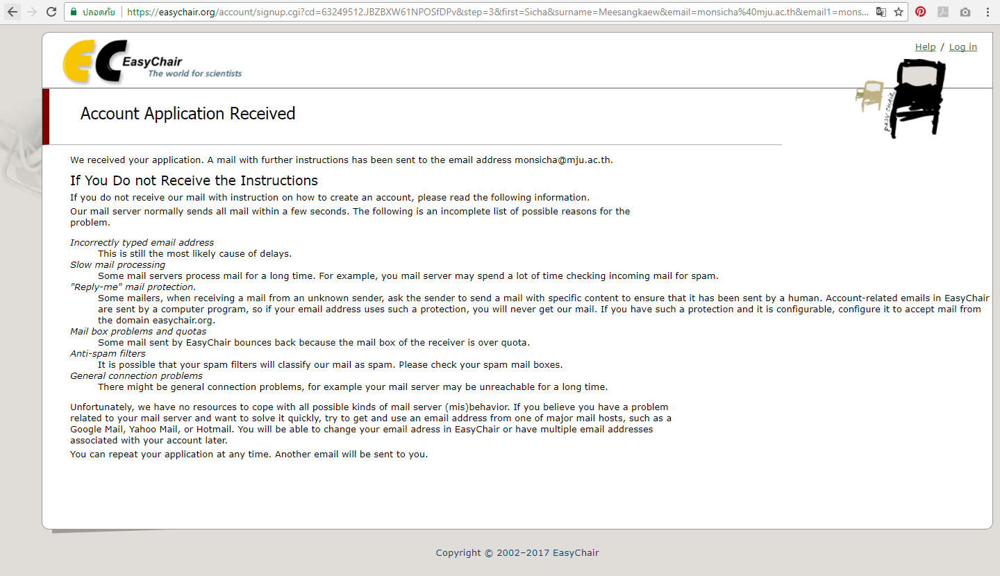 ปลอดภัย
https://easychair.org/account/signup.cgi?cd=63249512.JBZBXW61NPOSfDPv&step=3&first=Sicha&surname=Meesangkaew&email=monsicha%40mju.ac.th&email1=mons...
EC EasyChair
The world for scientists
Help / Log in
EASY CHAIR
Account Application Received
We received your application. A mail with further instructions has been sent to the email address monsicha@mju.ac.th.
If You Do not Receive the Instructions
If you do not receive our mail with instruction on how to create an account, please read the following information.
Our mail server normally sends all mail within a few seconds. The following is an incomplete list of possible reasons for the
problem.
Incorrectly typed email address
This is still the most likely cause of delays.
Slow mail processing
Some mail servers process mail for a long time. For example, you mail server may spend a lot of time checking incoming mail for spam.
"Reply-me" mail protection.
Some mailers, when receiving a mail from an unknown sender, ask the sender to send a mail with specific content to ensure that it has been sent by a human. Account-related emails in EasyChair
are sent by a computer program, so if your email address uses such a protection, you will never get our mail. If you have such a protection and it is configurable, configure it to accept mail from
the domain easychair.org.
Mail box problems and quotas
Some mail sent by EasyChair bounces back because the mail box of the receiver is over quota.
Anti-spam filters
It is possible that your spam filters will classify our mail as spam. Please check your spam mail boxes.
General connection problems
There might be general connection problems, for example your mail server may be unreachable for a long time.
Unfortunately, we have no resources to cope with all possible kinds of mail server (mis)behavior. If you believe you have a problem
related to your mail server and want to solve it quickly, try to get and use an email address from one of major mail hosts, such as a
Google Mail, Yahoo Mail, or Hotmail. You will be able to change your email adress in EasyChair or have multiple email addresses
associated with your account later.
You can repeat your application at any time. Another email will be sent to you.
Copyright © 2002–2017 EasyChair